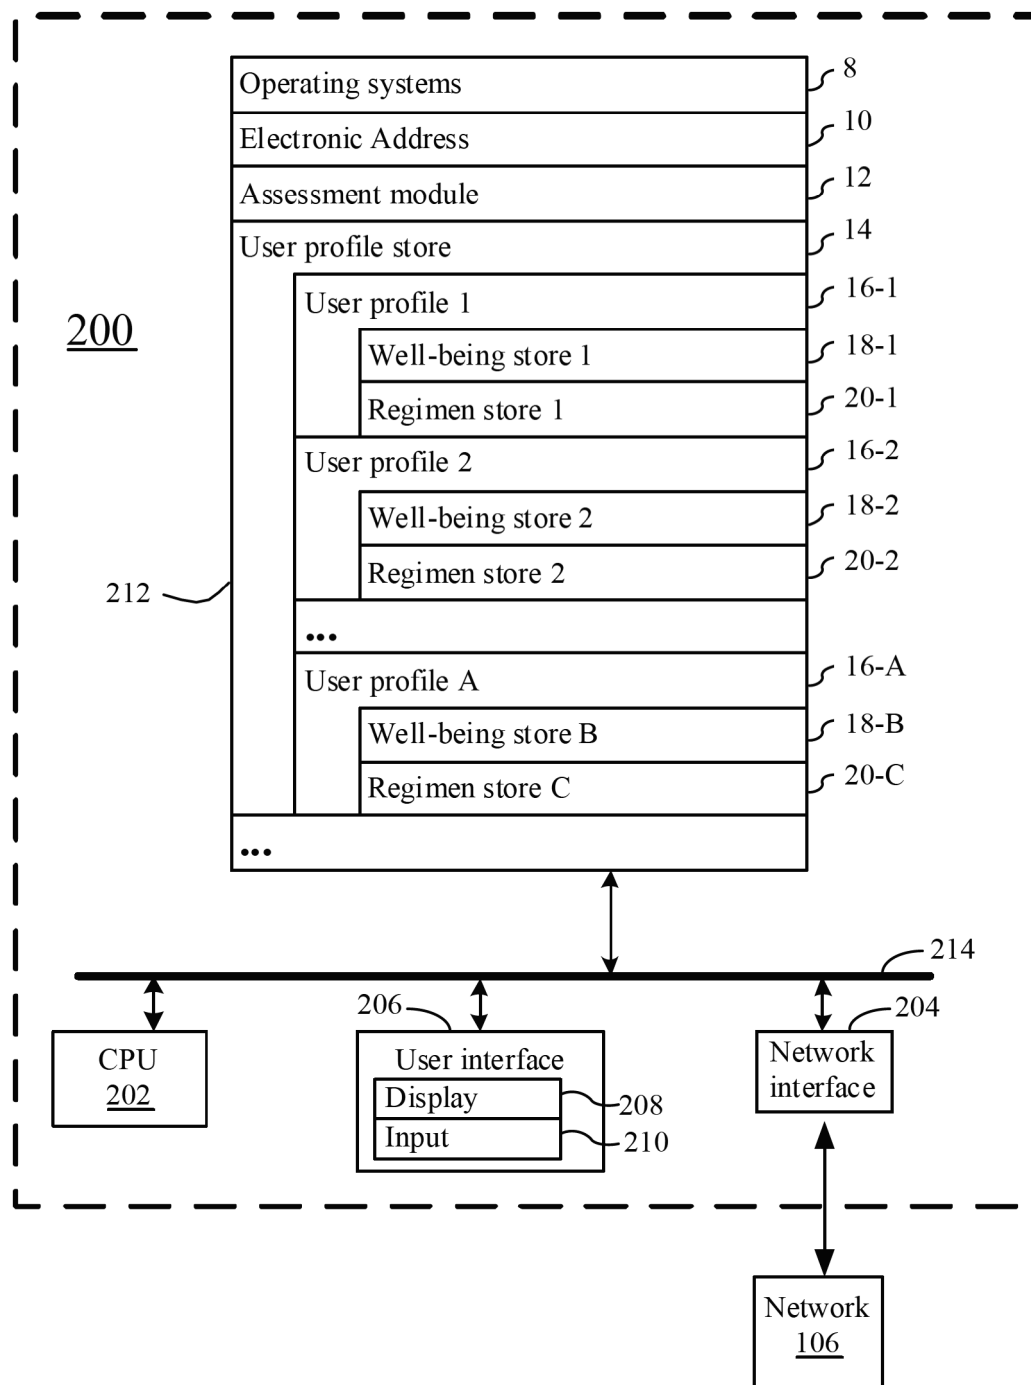 Operating systems 8
Electronic Address 10
Assessment module 12
User profile store 14
User profile 1 16-1
200
Well-being store 1 18-1
Regimen store 1 20-1
User profile 2 16-2
Well-being store 2 18-2
Regimen store 2 20-2
212
...
User profile A 16-A
Well-being store B 18-B
Regimen store C 20-C
...
214
206
204
CPU
202
User interface
Display 208
Input 210
Network
interface
Network
106